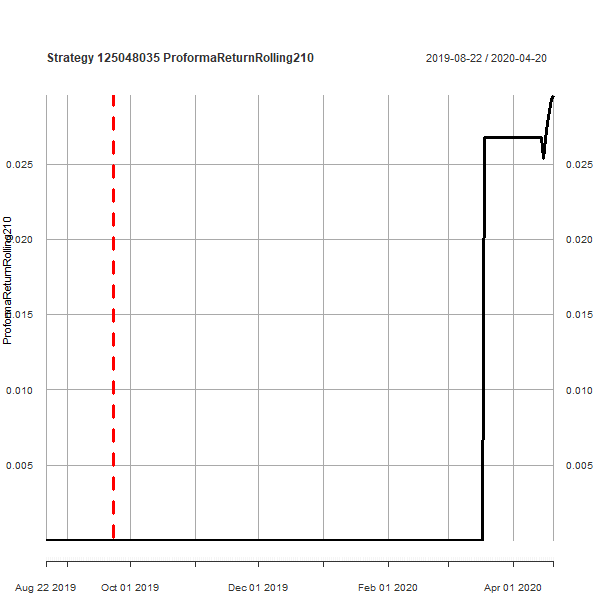 Strategy 125048035 ProformaReturnRolling210
2019-08-22 / 2020-04-20
ProformaReturnRolling210
0.025 0.025
0.020 0.020
0.015 0.015
0.010 0.010
0.005 0.005
Aug 22 2019 Oct 01 2019 Dec 01 2019 Feb 01 2020 Apr 01 2020